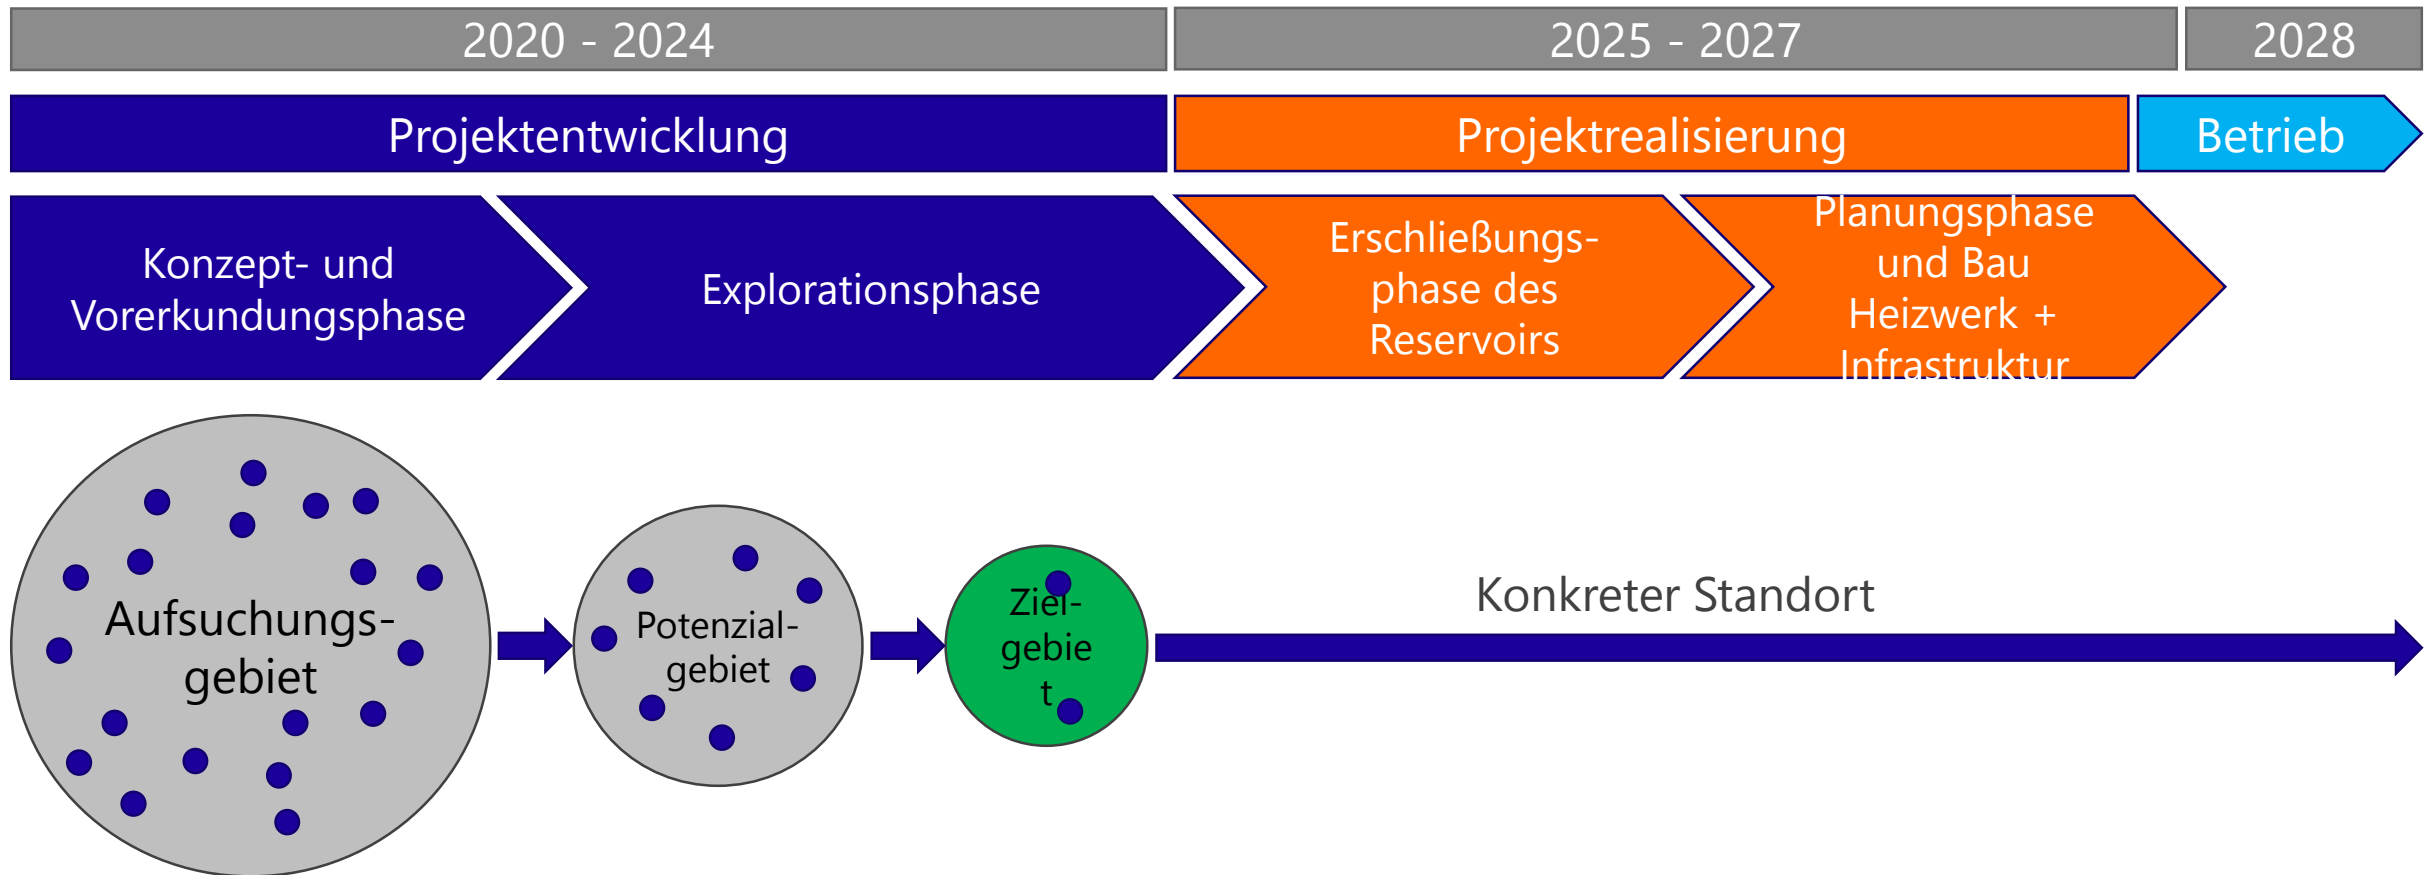 2020 - 2024
2025 - 2027
2028
Projektentwicklung
Projektrealisierung
Betrieb
Konzept- und
Vorerkundungsphase
Explorationsphase
Erschließungs-
phase des
Reservoirs
Planungsphase
und Bau
Heizwerk +
Infrastruktur
Aufsuchungs-
gebiet
Potenzial-
gebiet
Ziel-
gebie
t
Konkreter Standort